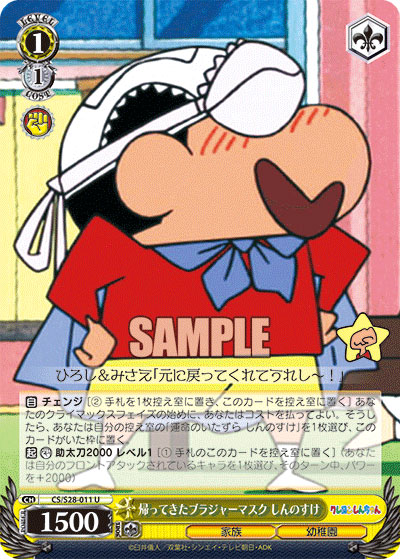 LEVEL
1
1
COST
SAMPLE
ひろし＆みさえ「元に戻ってくれてうれし～！」
【自】 チェンジ ［② 手札を1枚控え室に置き、このカードを控え室に置く］ あなたのクライマックスフェイズの始めに、あなたはコストを払ってよい。そうしたら、あなたは自分の控え室の「運命のいたずら しんのすけ」を1枚選び、このカードがいた枠に置く。
【起】 助太刀2000 レベル1 ［① 手札のこのカードを控え室に置く］ （あなたは自分のフロントアタックされているキャラを1枚選び、そのターン中、パワーを＋2000）
CH
CS/S28-011 U
帰ってきたブラジャーマスク しんのすけ
クレヨンしんちゃん
1500
家族
幼稚園
©臼井儀人／双葉社・シンエイ・テレビ朝日・ADK